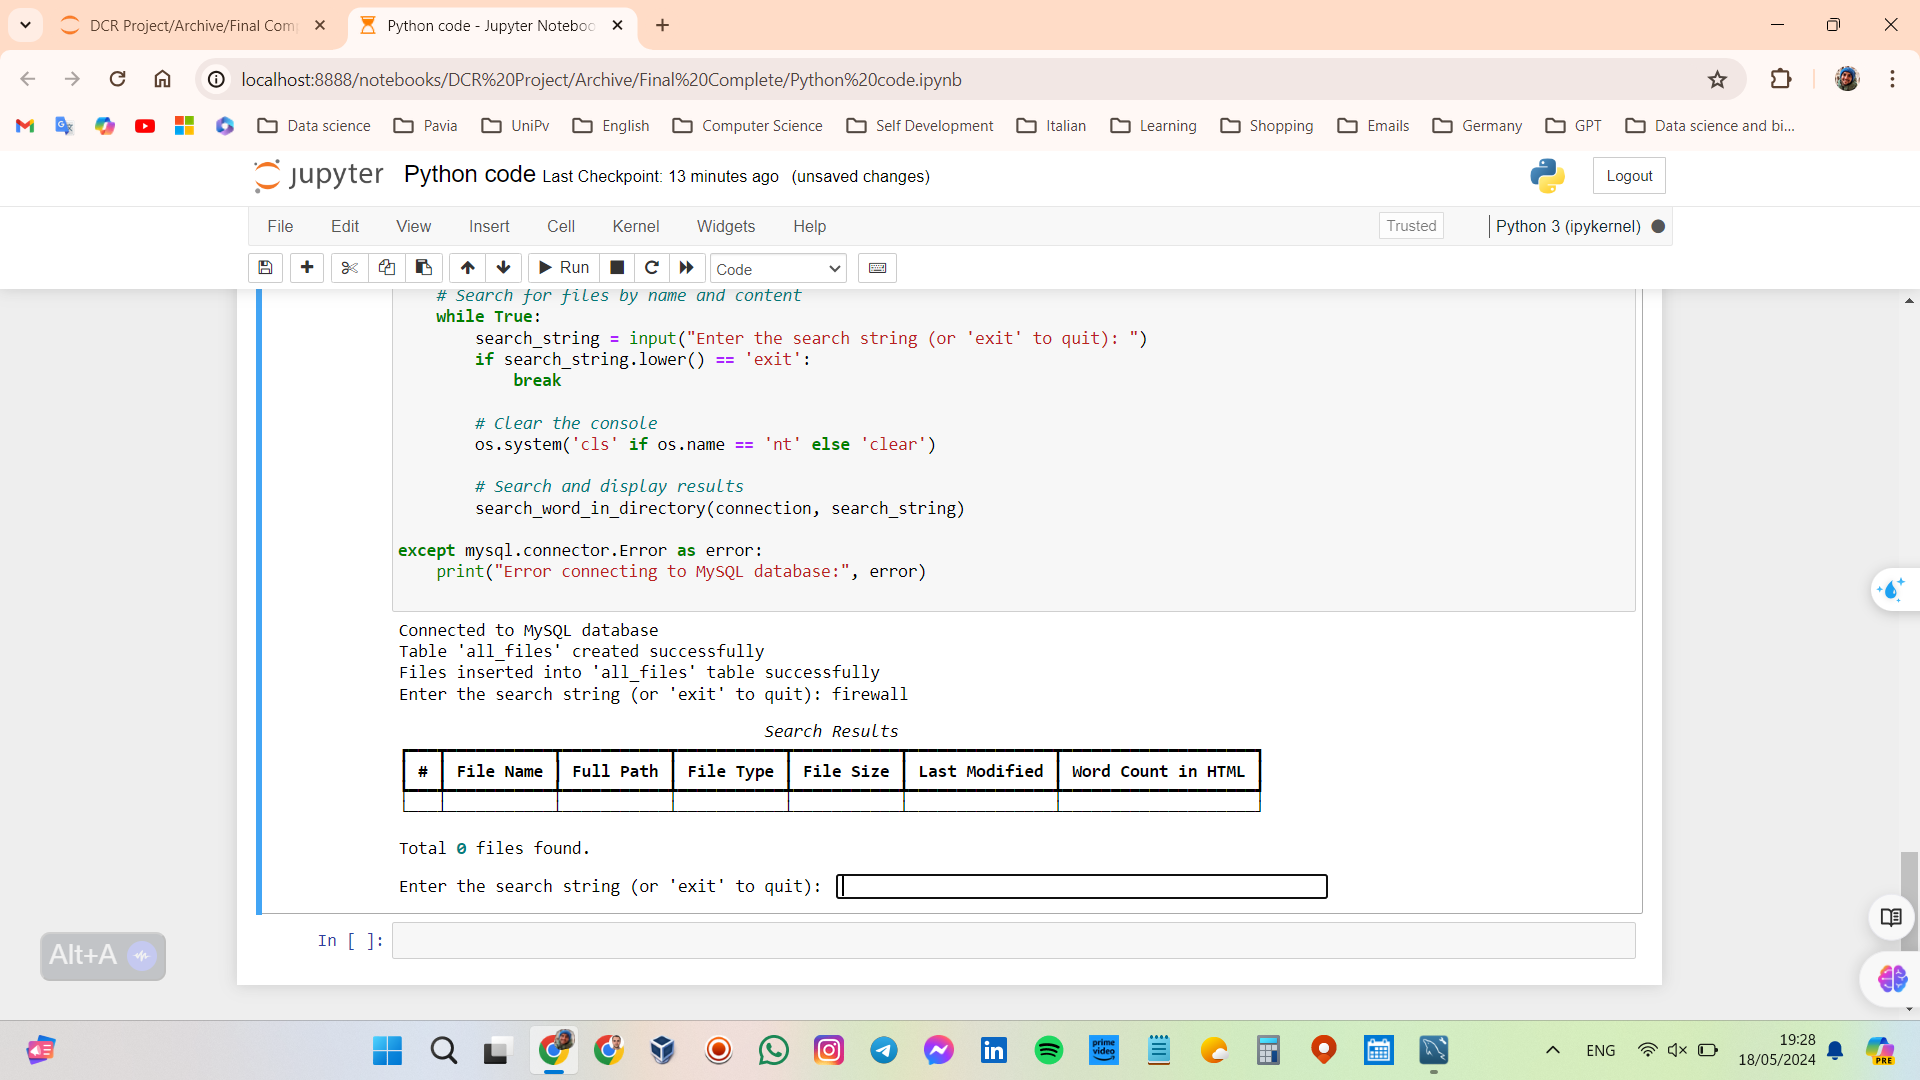 DCR Project/Archive/Final Com
Python code - Jupyter Noteboo
localhost:8888/notebooks/DCR%20Project/Archive/Final%20Complete/Python%20code.ipynb
Data science
Pavia
UniPv
English
Computer Science
Self Development
Italian
Learning
Shopping
Emails
Germany
GPT
Data science and bi...
jupyter
Python code Last Checkpoint: 13 minutes ago (unsaved changes)
Logout
File Edit View Insert Cell Kernel Widgets Help
Trusted
Python 3 (ipykernel)
Run
Code
# Search for files by name and content
while True:
search_string = input("Enter the search string (or 'exit' to quit): ")
if search_string.lower() == 'exit':
break
# Clear the console
os.system('cls' if os.name == 'nt' else 'clear')
# Search and display results
search_word_in_directory(connection, search_string)
except mysql.connector.Error as error:
print("Error connecting to MySQL database:", error)
Connected to MySQL database
Table 'all_files' created successfully
Files inserted into 'all_files' table successfully
Enter the search string (or 'exit' to quit): firewall
Search Results
# File Name Full Path File Type File Size Last Modified Word Count in HTML
Total 0 files found.
Enter the search string (or 'exit' to quit):
In [ ]:
Alt+A
prime video
ENG
19:28
18/05/2024
PRE